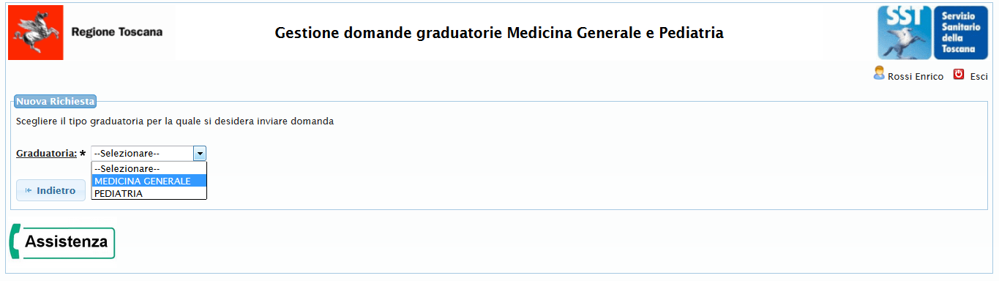 Regione Toscana
Gestione domande graduatorie Medicina Generale e Pediatria
SST
Servizio
Sanitario
della
Toscana
Rossi Enrico Esci
Nuova Richiesta
Scegliere il tipo graduatoria per la quale si desidera inviare domanda
Graduatoria: * --Selezionare--
--Selezionare--
MEDICINA GENERALE
PEDIATRIA
Indietro
Assistenza